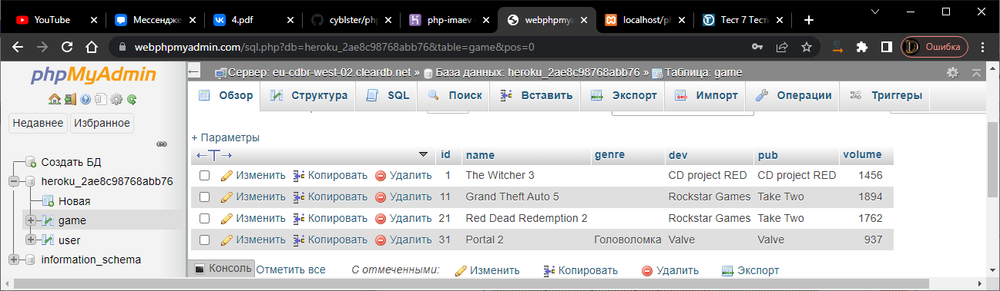 YouTube Мессендже 4.pdf cyblster/php php-imaev webphpmya localhost/ph Тест 7 Тести
webphpmyadmin.com/sql.php?db=heroku_2ae8c98768abb76&table=game&pos=0 Ошибка
phpMyAdmin
Недавнее Избранное
Создать БД
heroku_2ae8c98768abb76
Новая
game
user
information_schema
Сервер: eu-cdbr-west-02.cleardb.net » База данных: heroku_2ae8c98768abb76 » Таблица: game
Обзор Структура SQL Поиск Вставить Экспорт Импорт Операции Триггеры
+ Параметры
←T→ id name genre dev pub volume
Изменить Копировать Удалить 1 The Witcher 3 CD project RED CD project RED 1456
Изменить Копировать Удалить 11 Grand Theft Auto 5 Rockstar Games Take Two 1894
Изменить Копировать Удалить 21 Red Dead Redemption 2 Rockstar Games Take Two 1762
Изменить Копировать Удалить 31 Portal 2 Головоломка Valve Valve 937
Консоль Отметить все С отмеченными: Изменить Копировать Удалить Экспорт